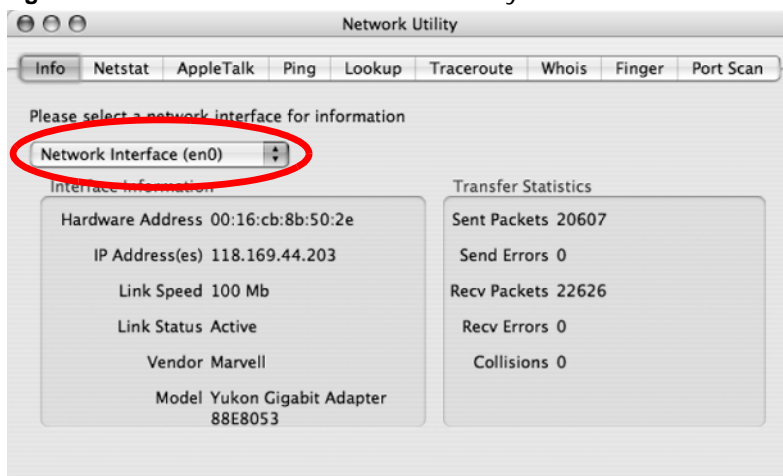 Network Utility
Info Netstat AppleTalk Ping Lookup Traceroute Whois Finger Port Scan
Please select a network interface for information
Network Interface (en0)
Interface Information
Hardware Address 00:16:cb:8b:50:2e
IP Address(es) 118.169.44.203
Link Speed 100 Mb
Link Status Active
Vendor Marvell
Model Yukon Gigabit Adapter
88E8053
Transfer Statistics
Sent Packets 20607
Send Errors 0
Recv Packets 22626
Recv Errors 0
Collisions 0